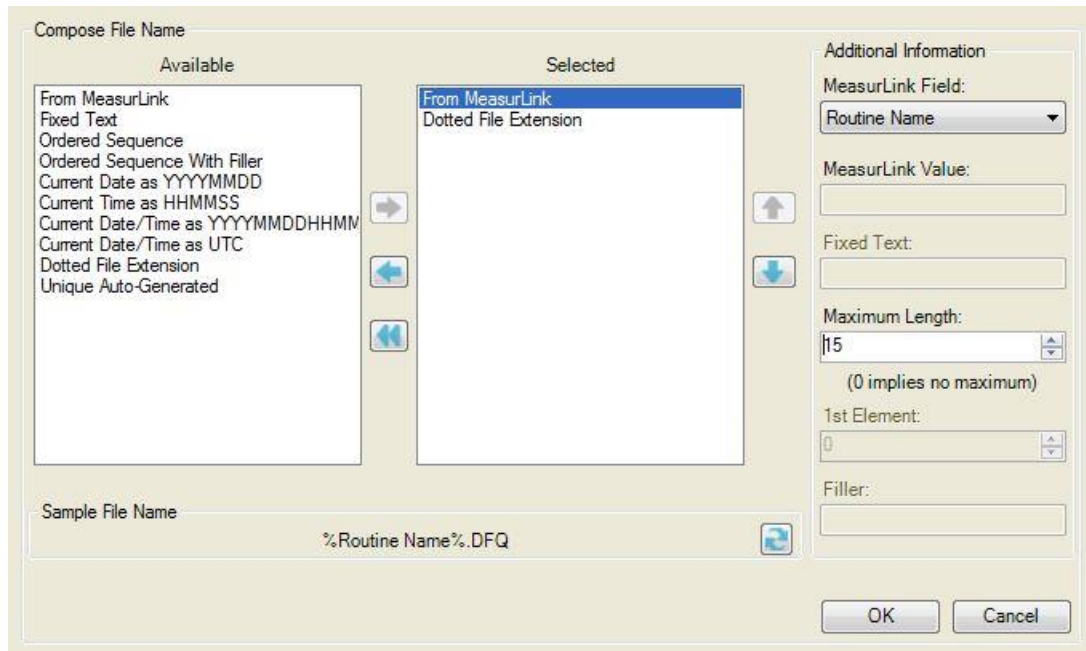 Compose File Name
Available
From MeasurLink
Fixed Text
Ordered Sequence
Ordered Sequence With Filler
Current Date as YYYYMMDD
Current Time as HHMMSS
Current Date/Time as YYYYMMDDHHMM
Current Date/Time as UTC
Dotted File Extension
Unique Auto-Generated
Selected
From MeasurLink
Dotted File Extension
Additional Information
MeasurLink Field:
Routine Name
MeasurLink Value:
Fixed Text:
Maximum Length:
15
(0 implies no maximum)
1st Element:
0
Filler:
Sample File Name
%Routine Name%.DFQ
OK
Cancel